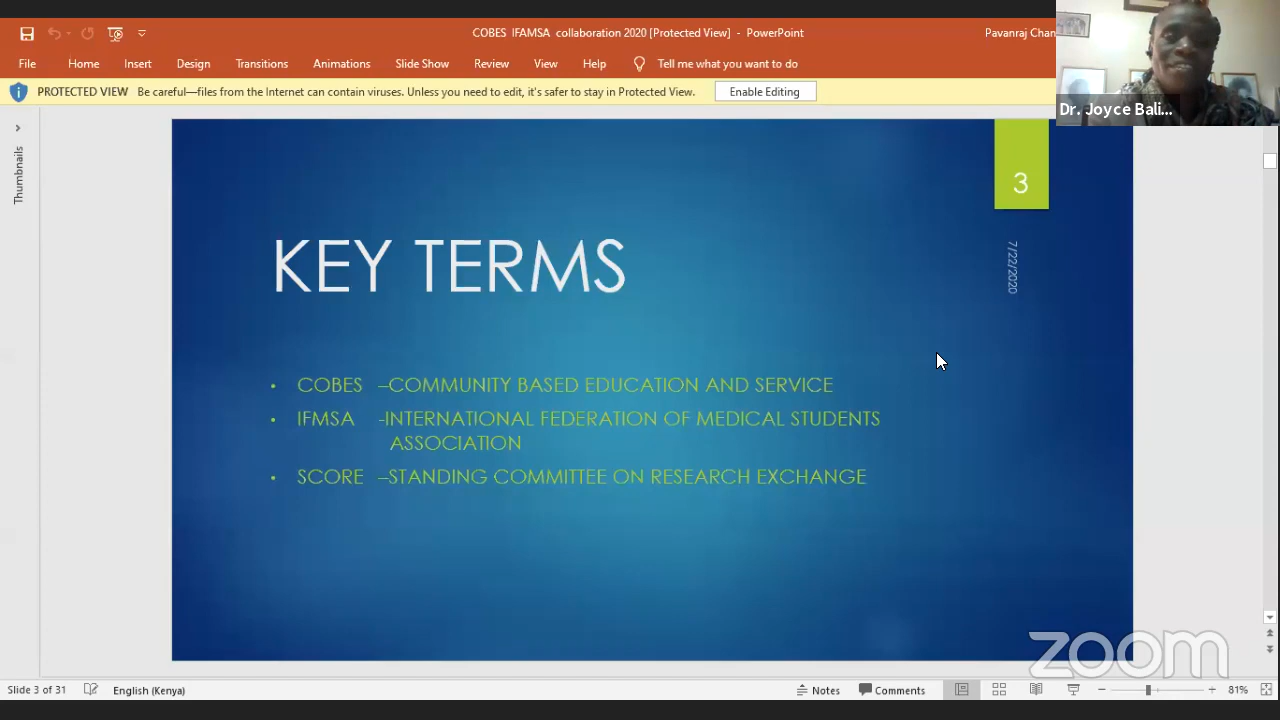 COBES IFAMSA collaboration 2020 [Protected View] - PowerPoint
Pavanraj Chan
File Home Insert Design Transitions Animations Slide Show Review View Help Tell me what you want to do
Dr. Joyce Bali...
PROTECTED VIEW Be careful—files from the Internet can contain viruses. Unless you need to edit, it's safer to stay in Protected View. Enable Editing
Thumbnails
3
7/22/2020
KEY TERMS
• COBES –COMMUNITY BASED EDUCATION AND SERVICE
• IFMSA -INTERNATIONAL FEDERATION OF MEDICAL STUDENTS
ASSOCIATION
• SCORE –STANDING COMMITTEE ON RESEARCH EXCHANGE
zoom
Slide 3 of 31 English (Kenya) Notes Comments 81%